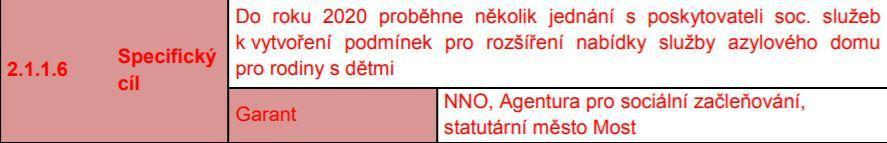 2.1.1.6
Specifický
cíl
Do roku 2020 proběhne několik jednání s poskytovateli soc. služeb
k vytvoření podmínek pro rozšíření nabídky služby azylového domu
pro rodiny s dětmi
Garant
NNO, Agentura pro sociální začleňování,
statutární město Most